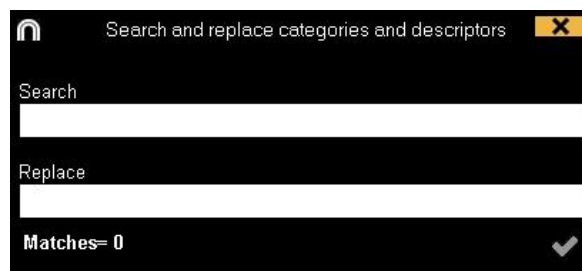 Search and replace categories and descriptors
Search
Replace
Matches= 0